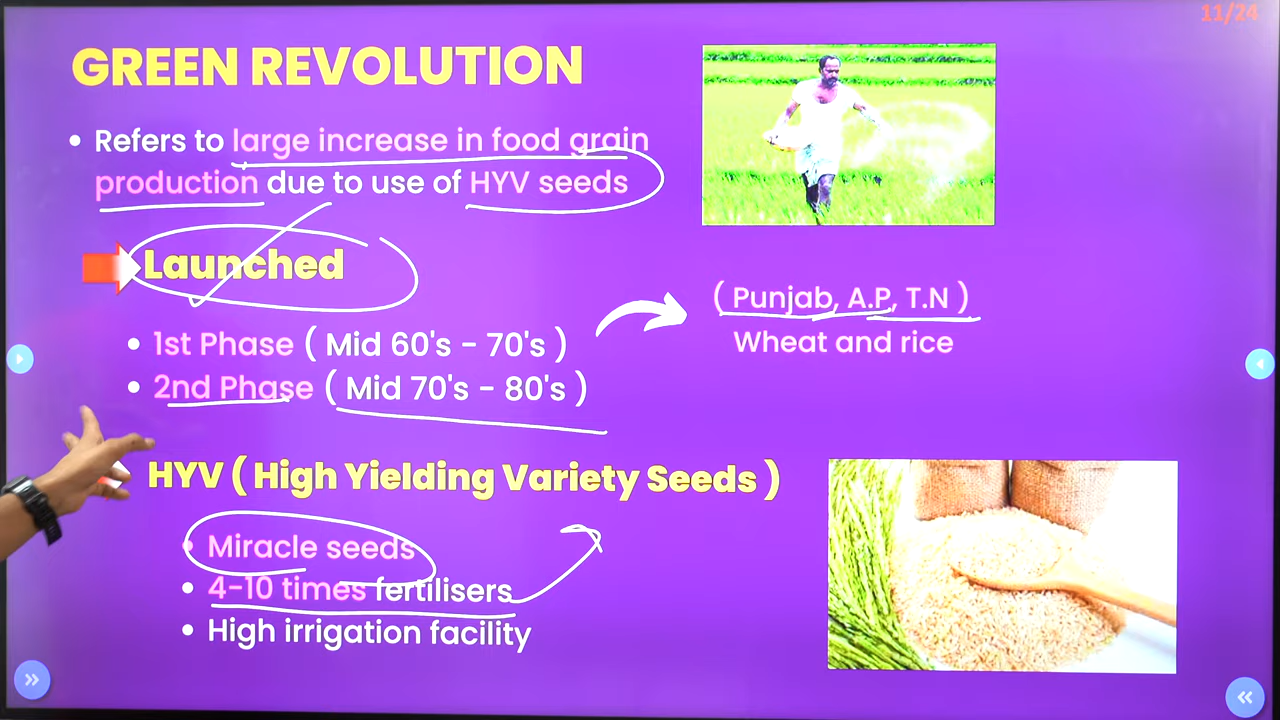 11/24
GREEN REVOLUTION
• Refers to large increase in food grain
production due to use of HYV seeds
Launched
• 1st Phase ( Mid 60's - 70's )
• 2nd Phase ( Mid 70's - 80's )
( Punjab, A.P, T.N )
Wheat and rice
HYV ( High Yielding Variety Seeds )
• Miracle seeds
• 4-10 times fertilisers
• High irrigation facility